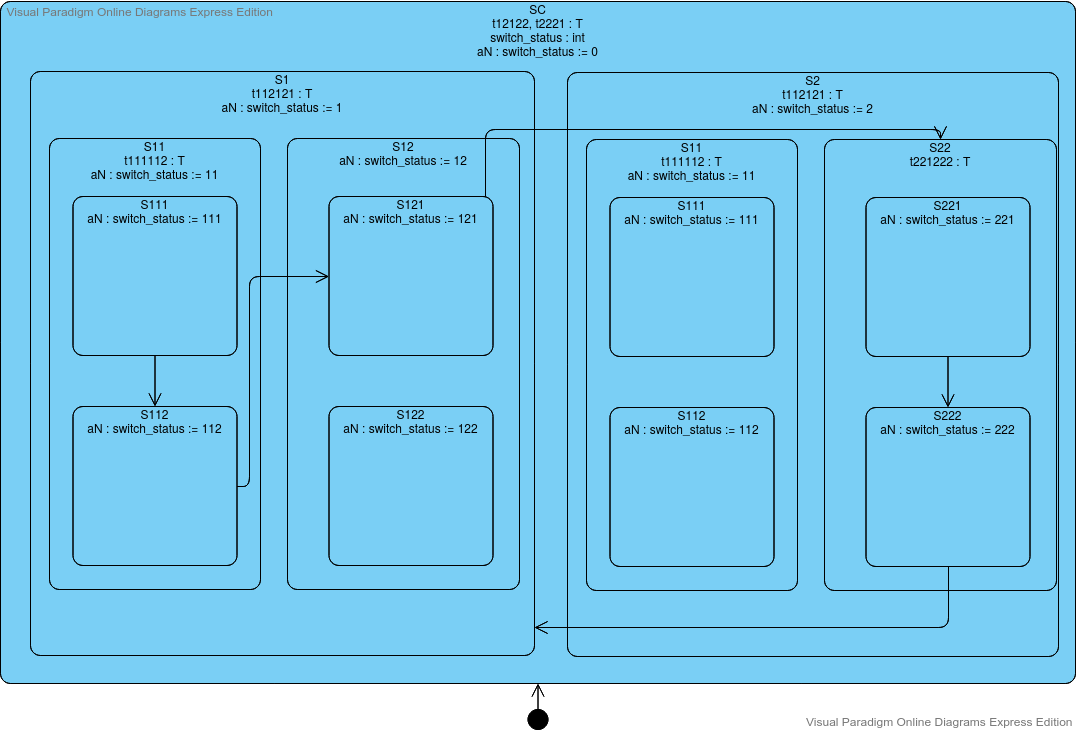 Visual Paradigm Online Diagrams Express Edition
SC
t12122, t2221 : T
switch_status : int
aN : switch_status := 0
S1
t112121 : T
aN : switch_status := 1
S11
t111112 : T
aN : switch_status := 11
S111
aN : switch_status := 111
S112
aN : switch_status := 112
S12
aN : switch_status := 12
S121
aN : switch_status := 121
S122
aN : switch_status := 122
S2
t112121 : T
aN : switch_status := 2
S11
t111112 : T
aN : switch_status := 11
S111
aN : switch_status := 111
S112
aN : switch_status := 112
S22
t221222 : T
S221
aN : switch_status := 221
S222
aN : switch_status := 222
Visual Paradigm Online Diagrams Express Edition